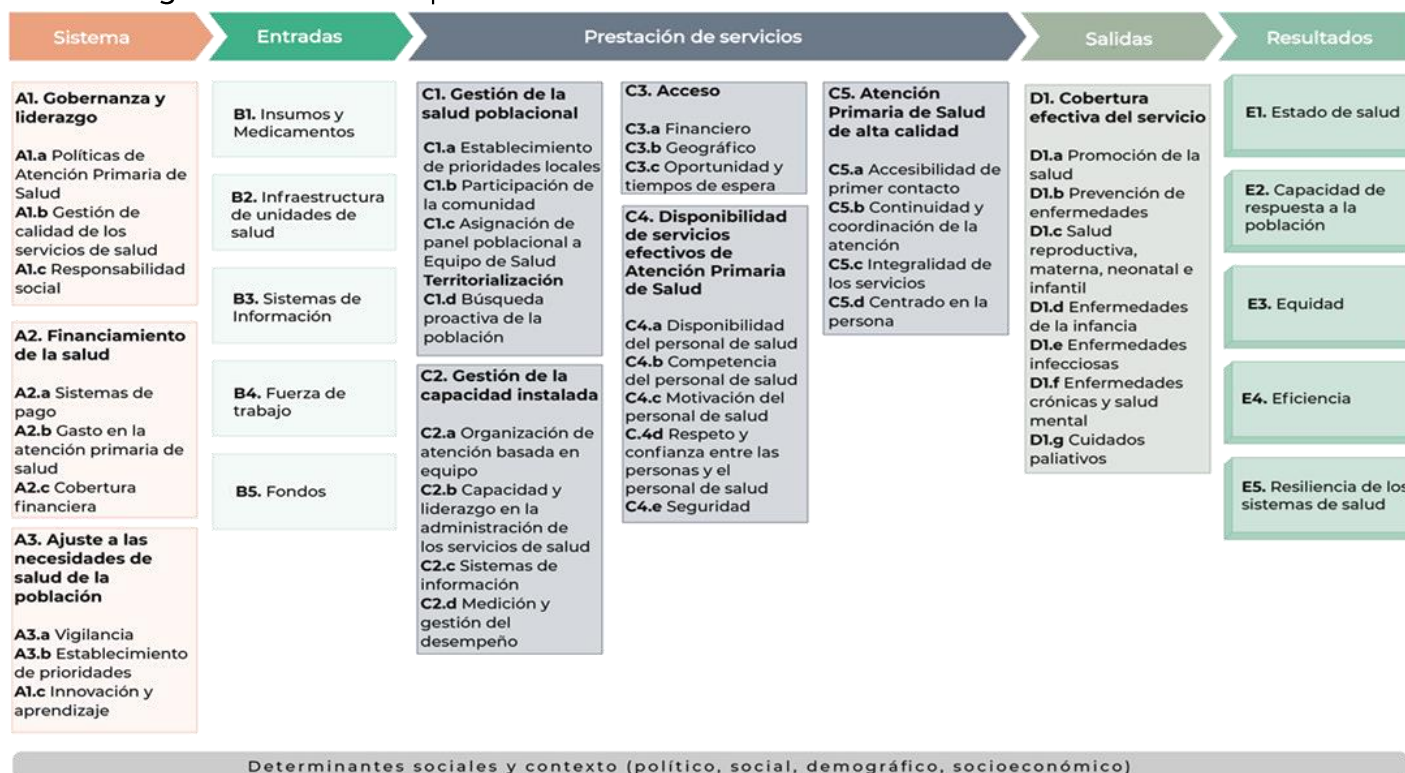 Sistema
Entradas
Prestación de servicios
Salidas
Resultados
A1. Gobernanza y
liderazgo
A1.a Políticas de
Atención Primaria de
Salud
A1.b Gestión de
calidad de los
servicios de salud
A1.c Responsabilidad
social
A2. Financiamiento
de la salud
A2.a Sistemas de
pago
A2.b Gasto en la
atención primaria de
salud
A2.c Cobertura
financiera
A3. Ajuste a las
necesidades de
salud de la
población
A3.a Vigilancia
A3.b Establecimiento
de prioridades
A1.c Innovación y
aprendizaje
B1. Insumos y
Medicamentos
B2. Infraestructura
de unidades de
salud
B3. Sistemas de
Información
B4. Fuerza de
trabajo
B5. Fondos
C1. Gestión de la
salud poblacional
C1.a Establecimiento
de prioridades locales
C1.b Participación de
la comunidad
C1.c Asignación de
panel poblacional a
Equipo de Salud
Territorialización
C1.d Búsqueda
proactiva de la
población
C2. Gestión de la
capacidad instalada
C2.a Organización de
atención basada en
equipo
C2.b Capacidad y
liderazgo en la
administración de
los servicios de salud
C2.c Sistemas de
información
C2.d Medición y
gestión del
desempeño
C3. Acceso
C3.a Financiero
C3.b Geográfico
C3.c Oportunidad y
tiempos de espera
C4. Disponibilidad
de servicios
efectivos de
Atención Primaria
de Salud
C4.a Disponibilidad
del personal de salud
C4.b Competencia
del personal de salud
C4.c Motivación del
personal de salud
C.4d Respeto y
confianza entre las
personas y el
personal de salud
C4.e Seguridad
C5. Atención
Primaria de Salud
de alta calidad
C5.a Accesibilidad de
primer contacto
C5.b Continuidad y
coordinación de la
atención
C5.c Integralidad de
los servicios
C5.d Centrado en la
persona
D1. Cobertura
efectiva del servicio
D1.a Promoción de la
salud
D1.b Prevención de
enfermedades
D1.c Salud
reproductiva,
materna, neonatal e
infantil
D1.d Enfermedades
de la infancia
D1.e Enfermedades
infecciosas
D1.f Enfermedades
crónicas y salud
mental
D1.g Cuidados
paliativos
E1. Estado de salud
E2. Capacidad de
respuesta a la
población
E3. Equidad
E4. Eficiencia
E5. Resiliencia de los
sistemas de salud
Determinantes sociales y contexto (político, social, demográfico, socioeconómico)